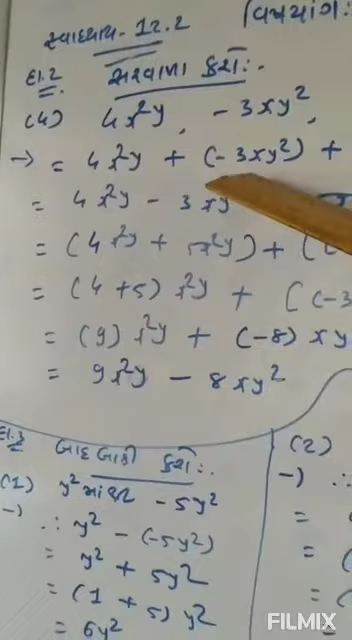 સ્વાધ્યાય - 12.2
દા.2 સરવાળા કરો:.
(4) 4x²y, - 3xy²,
→ = 4x²y + (-3xy²) +
= 4x²y - 3xy
= (4x²y + 5x²y) + (
= (4+5) x²y + ((-3
= (9) x²y + (-8) xy
= 9x²y - 8xy²
દા.3 બાદબાકી કરો:.
(1) y² માંથી -5y²
→ ∴ y² - (-5y²)
= y² + 5y²
= (1 + 5) y²
= 6y²
(2)
→ ∴
=
= (
= (
=
FILMIX